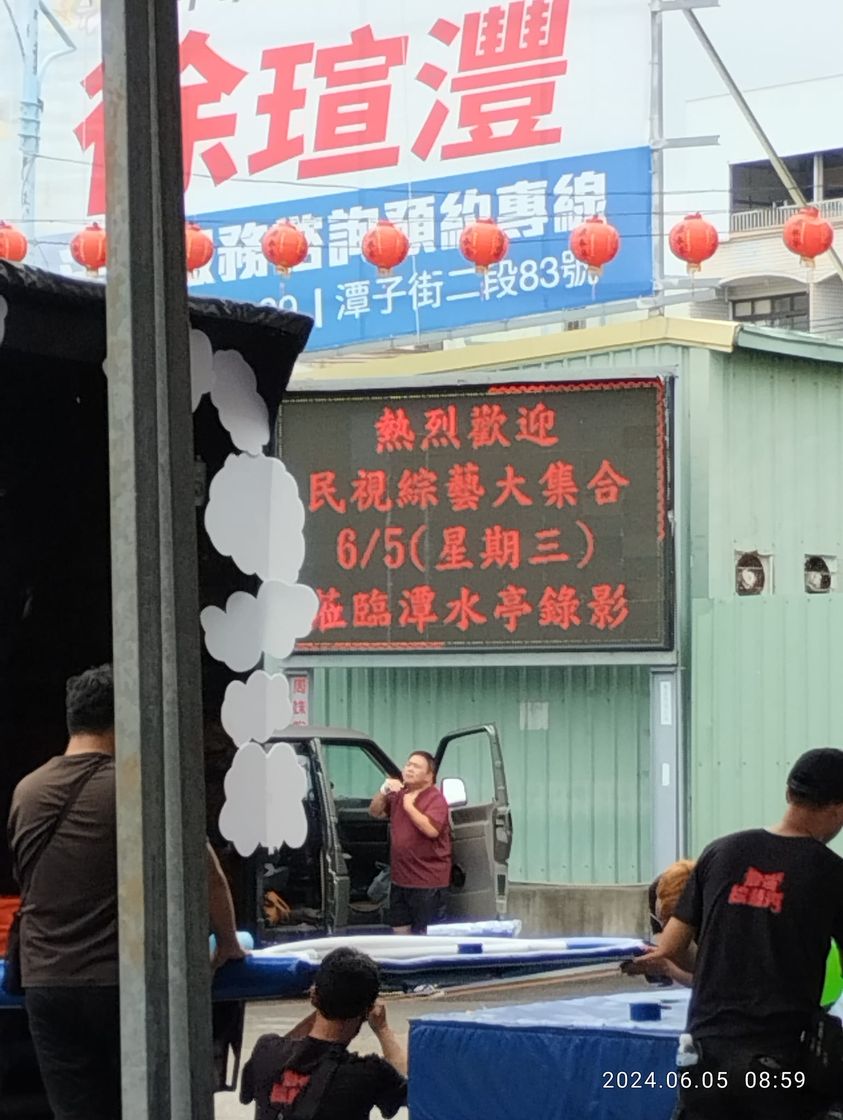 徐瑄灃
服務諮詢預約專線
潭子街二段83號
熱烈歡迎
民視綜藝大集合
6/5(星期三)
蒞臨潭水亭錄影
2024.06.05 08:59